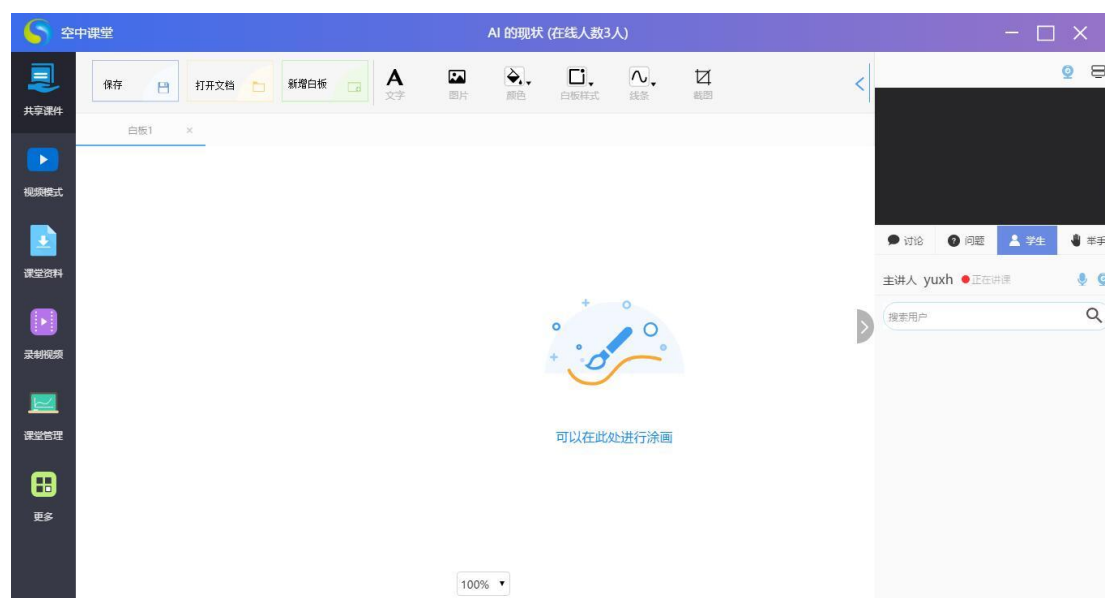 空中课堂
AI 的现状 (在线人数3人)
共享课件
视频模式
课堂资料
录制视频
课堂管理
更多
保存
打开文档
新增白板
A
文字
图片
颜色
白板样式
线条
截图
白板1 ×
可以在此处进行涂画
100%
讨论
问题
学生
举手
主讲人 yuxh 正在讲课
搜索用户